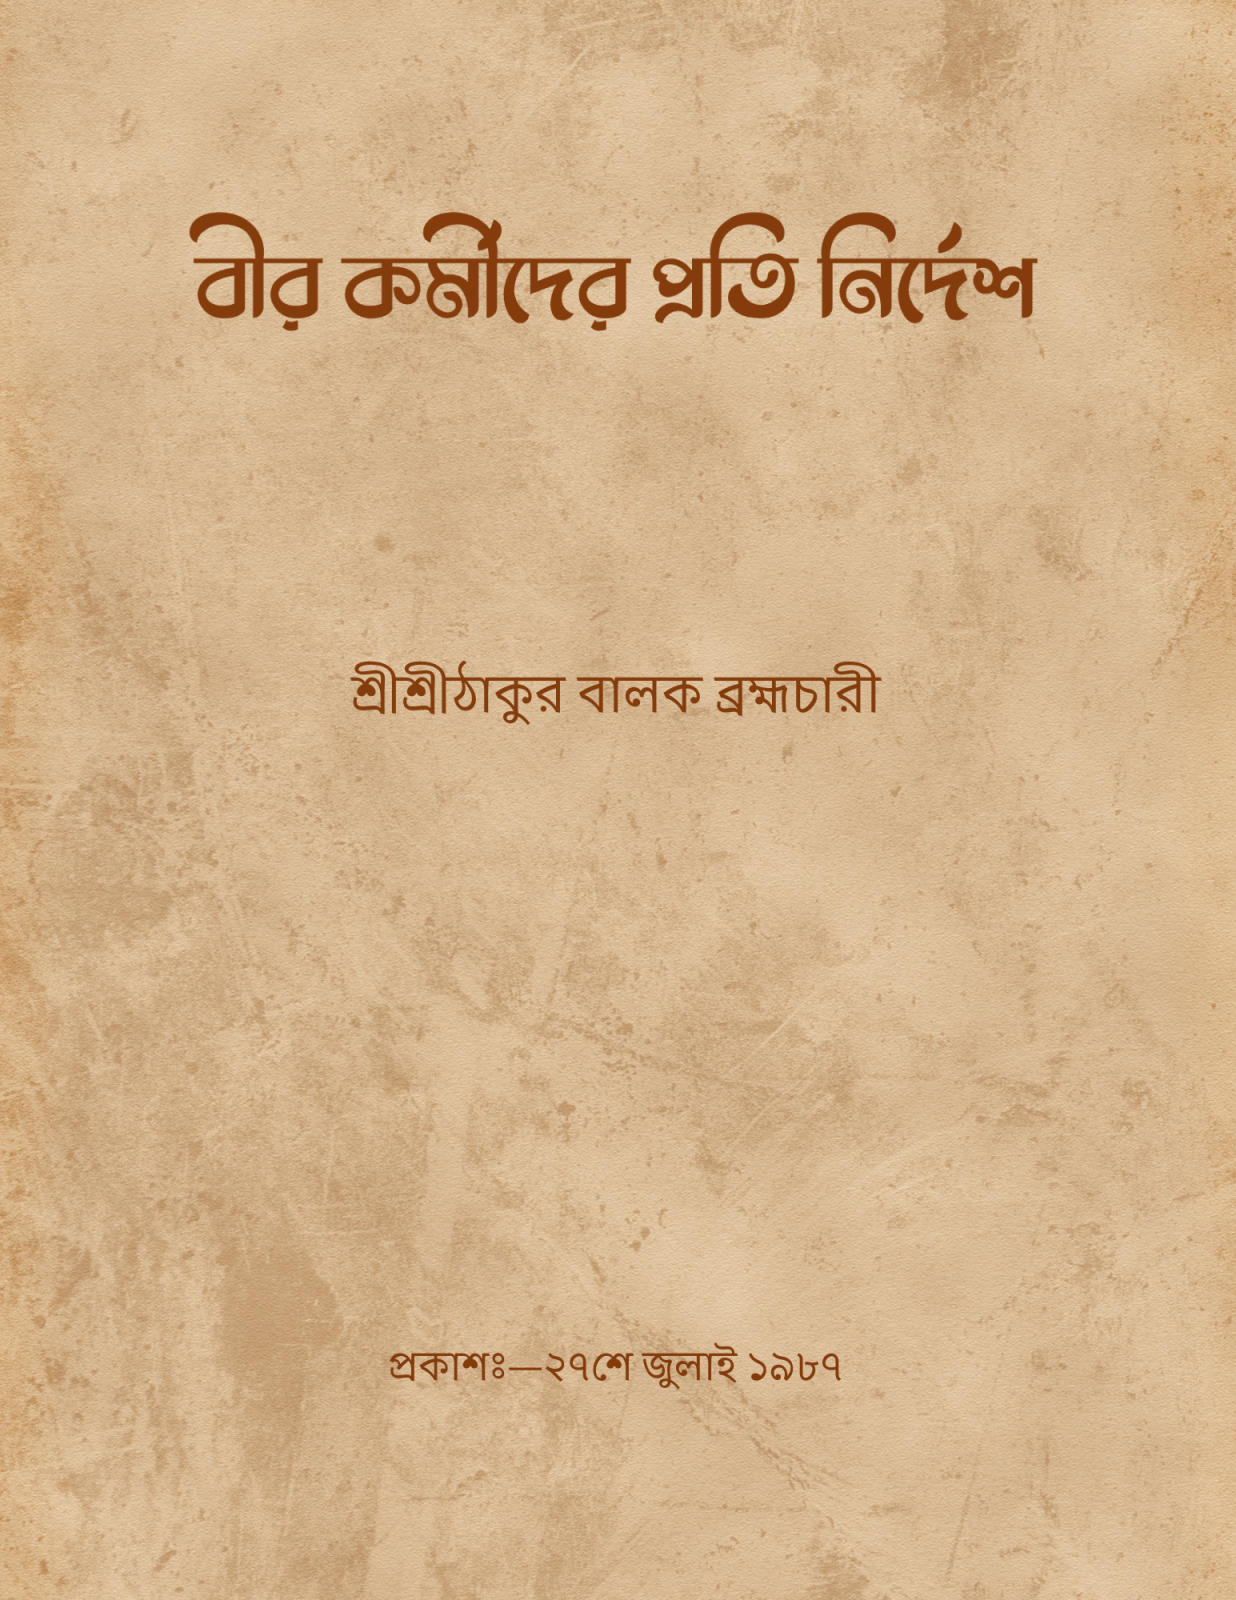 বীর কর্মীদের প্রতি নির্দেশ
শ্রীশ্রীঠাকুর বালক ব্রহ্মচারী
প্রকাশঃ—২৭শে জুলাই ১৯৮৭